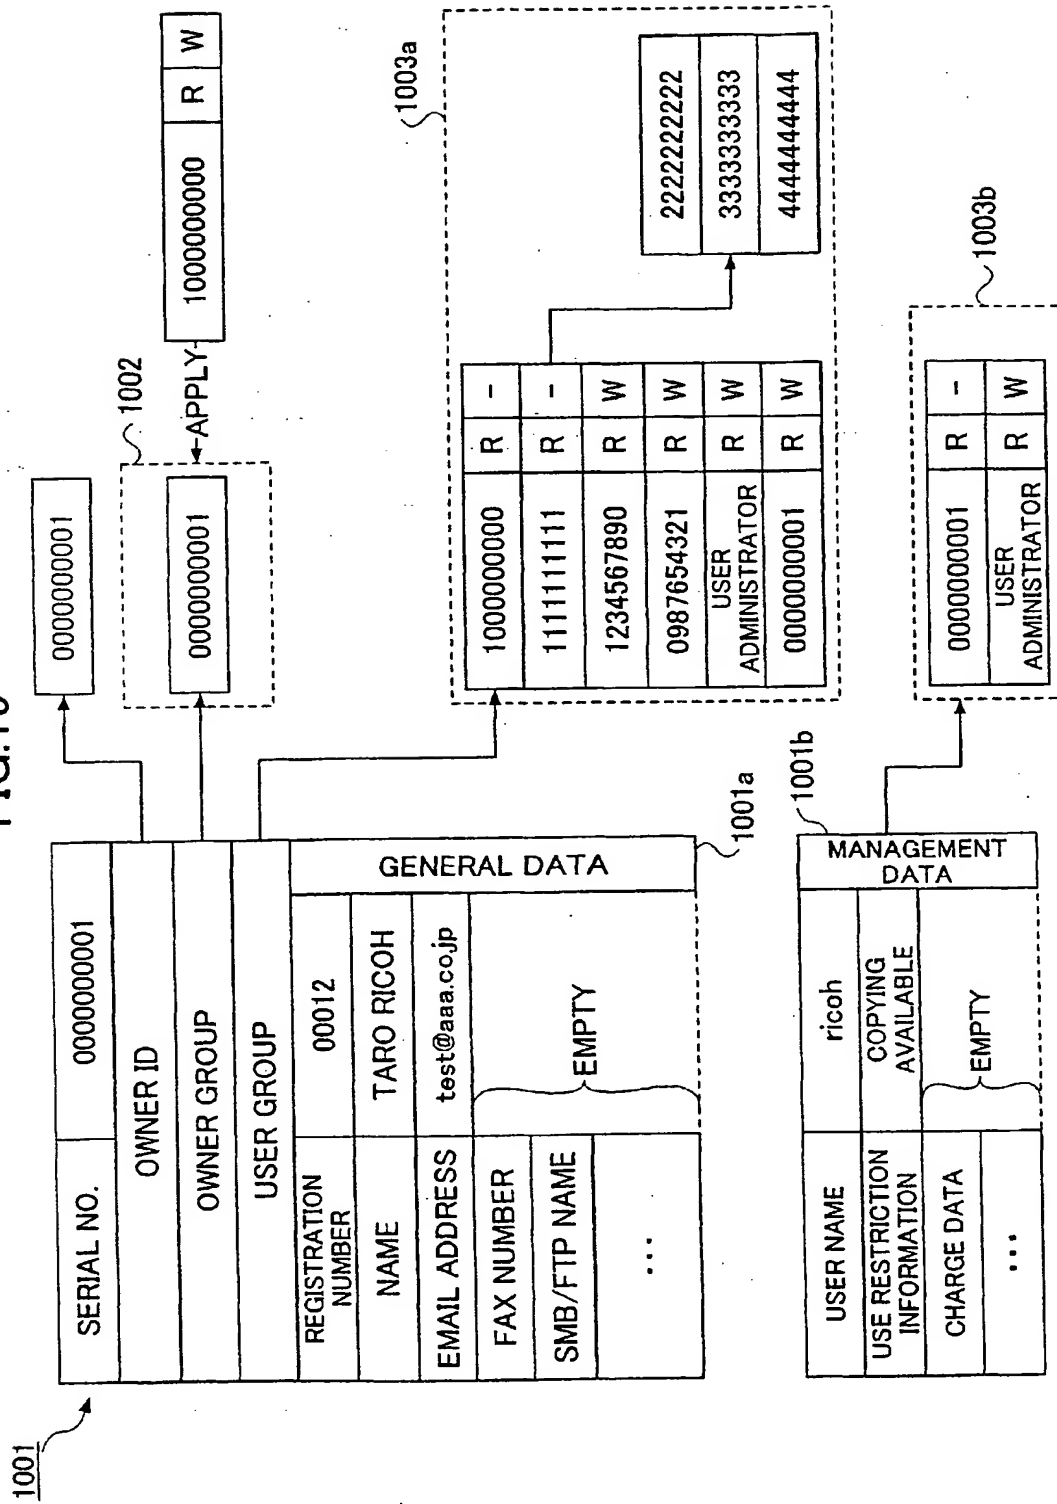 FIG.10
1001
SERIAL NO. 0000000001
OWNER ID
OWNER GROUP
USER GROUP
REGISTRATION
NUMBER
00012
NAME TARO RICOH
EMAIL ADDRESS test@aaa.co.jp
FAX NUMBER
SMB/FTP NAME
...
EMPTY
GENERAL DATA
1001a
0000000001
1002
0000000001
APPLY
1000000000 R W
1003a
1000000000 R -
1111111111 R -
1234567890 R W
0987654321 R W
USER
ADMINISTRATOR
R W
0000000001 R W
2222222222
3333333333
4444444444
USER NAME ricoh
USE RESTRICTION
INFORMATION
COPYING
AVAILABLE
CHARGE DATA
...
EMPTY
MANAGEMENT
DATA
1001b
1003b
0000000001 R -
USER
ADMINISTRATOR
R W